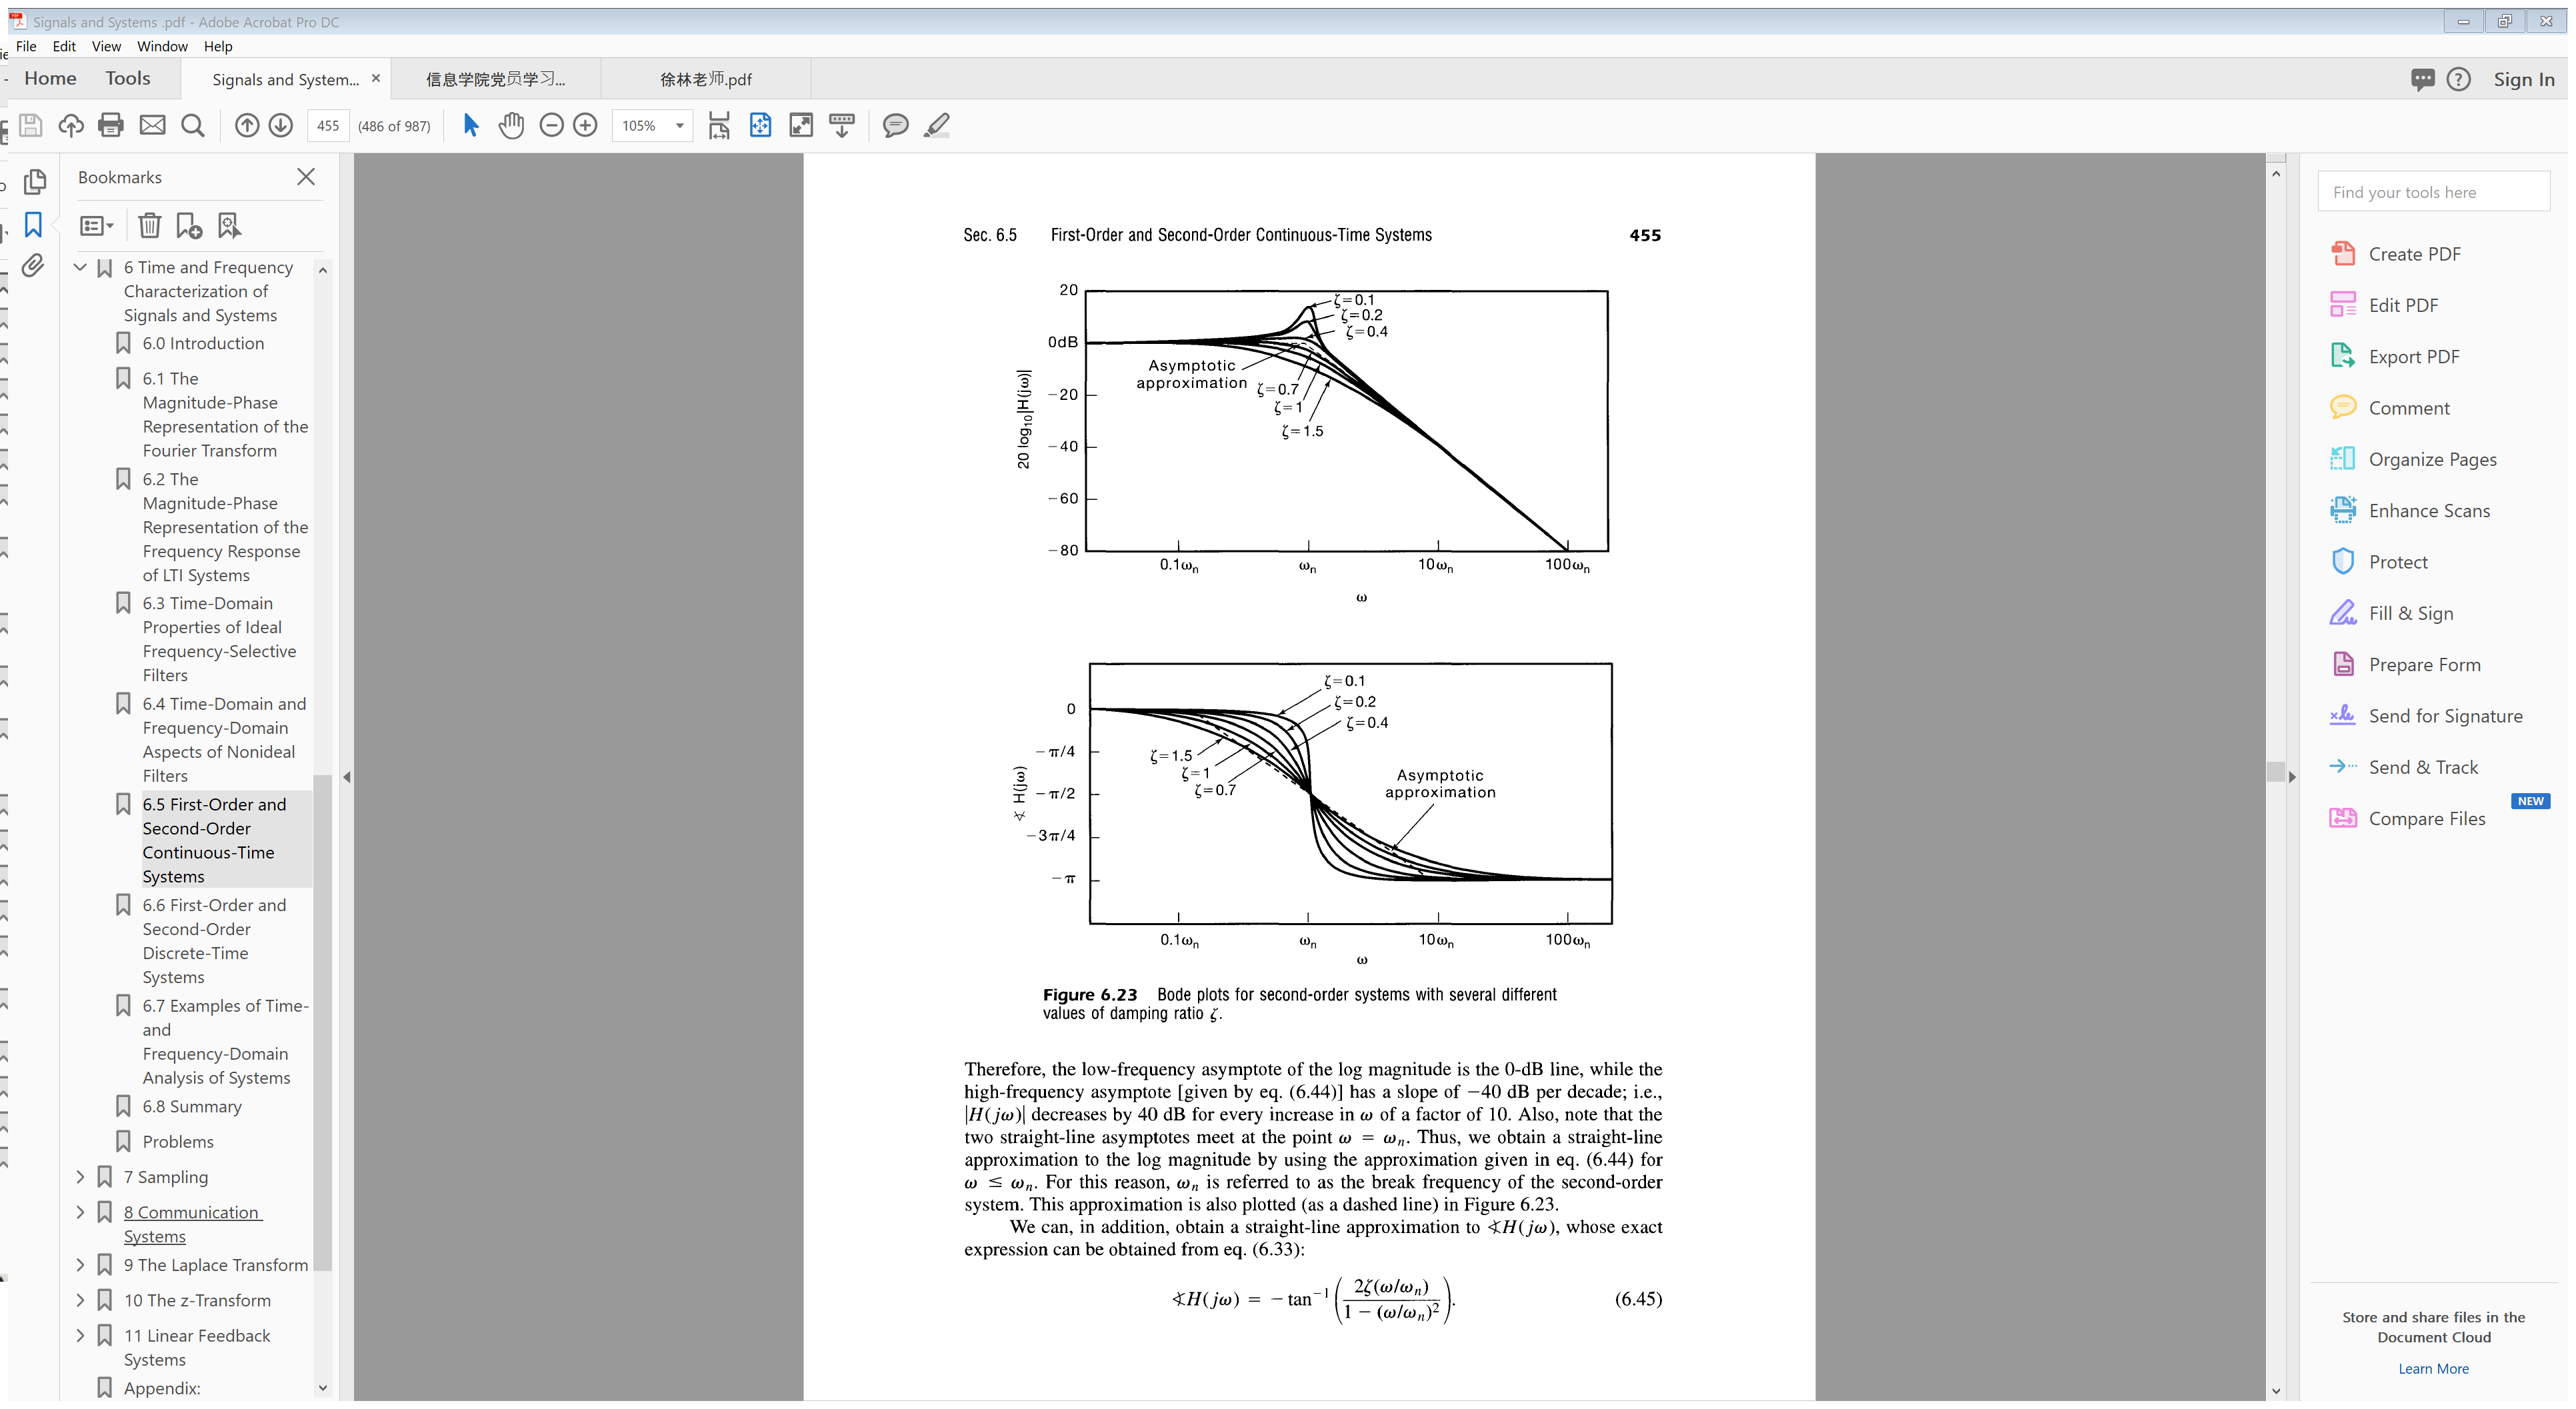 Signals and Systems .pdf - Adobe Acrobat Pro DC
File Edit View Window Help
Home Tools Signals and System... × 信息学院党员学习... 徐林老师.pdf Sign In
455 (486 of 987) 105%
Bookmarks
6 Time and Frequency
Characterization of
Signals and Systems
6.0 Introduction
6.1 The
Magnitude-Phase
Representation of the
Fourier Transform
6.2 The
Magnitude-Phase
Representation of the
Frequency Response
of LTI Systems
6.3 Time-Domain
Properties of Ideal
Frequency-Selective
Filters
6.4 Time-Domain and
Frequency-Domain
Aspects of Nonideal
Filters
6.5 First-Order and
Second-Order
Continuous-Time
Systems
6.6 First-Order and
Second-Order
Discrete-Time
Systems
6.7 Examples of Time-
and
Frequency-Domain
Analysis of Systems
6.8 Summary
Problems
7 Sampling
8 Communication
Systems
9 The Laplace Transform
10 The z-Transform
11 Linear Feedback
Systems
Appendix:
Sec. 6.5 First-Order and Second-Order Continuous-Time Systems 455
20
0dB
−20
−40
−60
−80
20 log₁₀|H(jω)|
ζ=0.1
ζ=0.2
ζ=0.4
Asymptotic
approximation
ζ=0.7
ζ=1
ζ=1.5
0.1ωₙ ωₙ 10ωₙ 100ωₙ
ω
0
−π/4
−π/2
−3π/4
−π
∢ H(jω)
ζ=0.1
ζ=0.2
ζ=0.4
ζ=1.5
ζ=1
ζ=0.7
Asymptotic
approximation
0.1ωₙ ωₙ 10ωₙ 100ωₙ
ω
Figure 6.23 Bode plots for second-order systems with several different
values of damping ratio ζ.
Therefore, the low-frequency asymptote of the log magnitude is the 0-dB line, while the
high-frequency asymptote [given by eq. (6.44)] has a slope of −40 dB per decade; i.e.,
|H(jω)| decreases by 40 dB for every increase in ω of a factor of 10. Also, note that the
two straight-line asymptotes meet at the point ω = ωₙ. Thus, we obtain a straight-line
approximation to the log magnitude by using the approximation given in eq. (6.44) for
ω ≤ ωₙ. For this reason, ωₙ is referred to as the break frequency of the second-order
system. This approximation is also plotted (as a dashed line) in Figure 6.23.
We can, in addition, obtain a straight-line approximation to ∢H(jω), whose exact
expression can be obtained from eq. (6.33):
∢H(jω) = −tan⁻¹(2ζ(ω/ωₙ) / 1 − (ω/ωₙ)²). (6.45)
Find your tools here
Create PDF
Edit PDF
Export PDF
Comment
Organize Pages
Enhance Scans
Protect
Fill & Sign
Prepare Form
Send for Signature
Send & Track
NEW
Compare Files
Store and share files in the
Document Cloud
Learn More